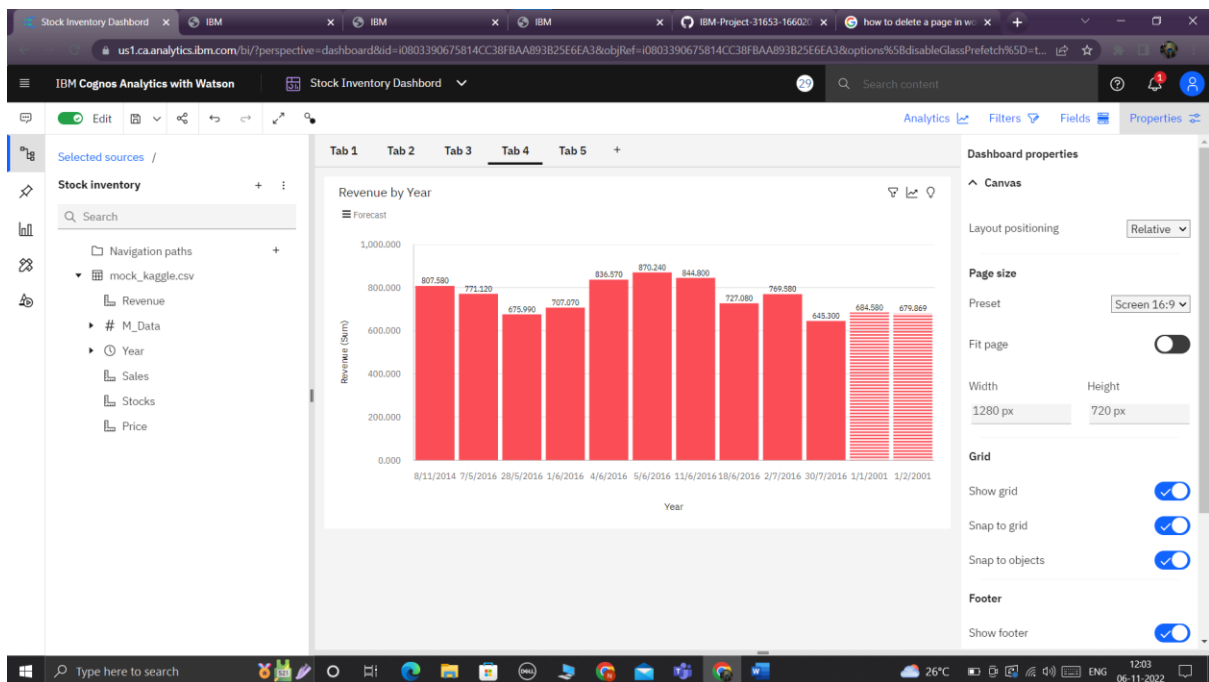 Stock Inventory Dashbord
IBM
IBM
IBM
IBM-Project-31653-166020
how to delete a page in wo
us1.ca.analytics.ibm.com/bi/?perspective=dashboard&id=i0803390675814CC38FBAA893B25E6EA3&objRef=i0803390675814CC38FBAA893B25E6EA3&options%5BdisableGlassPrefetch%5D=t...
IBM Cognos Analytics with Watson
Stock Inventory Dashbord
29
Search content
1
Edit
Analytics
Filters
Fields
Properties
Selected sources /
Stock inventory
Search
Navigation paths
mock_kaggle.csv
Revenue
# M_Data
Year
Sales
Stocks
Price
Tab 1 Tab 2 Tab 3 Tab 4 Tab 5 +
Revenue by Year
Forecast
Revenue (Sum)
1,000.000
800.000
600.000
400.000
200.000
0.000
807.580 771.120 675.990 707.070 836.570 870.240 844.800 727.080 769.580 645.300 684.580 679.869
8/11/2014 7/5/2016 28/5/2016 1/6/2016 4/6/2016 5/6/2016 11/6/2016 18/6/2016 2/7/2016 30/7/2016 1/1/2001 1/2/2001
Year
Dashboard properties
Canvas
Layout positioning Relative
Page size
Preset Screen 16:9
Fit page
Width Height
1280 px 720 px
Grid
Show grid
Snap to grid
Snap to objects
Footer
Show footer
Type here to search
DELL
26°C
ENG
12:03
06-11-2022